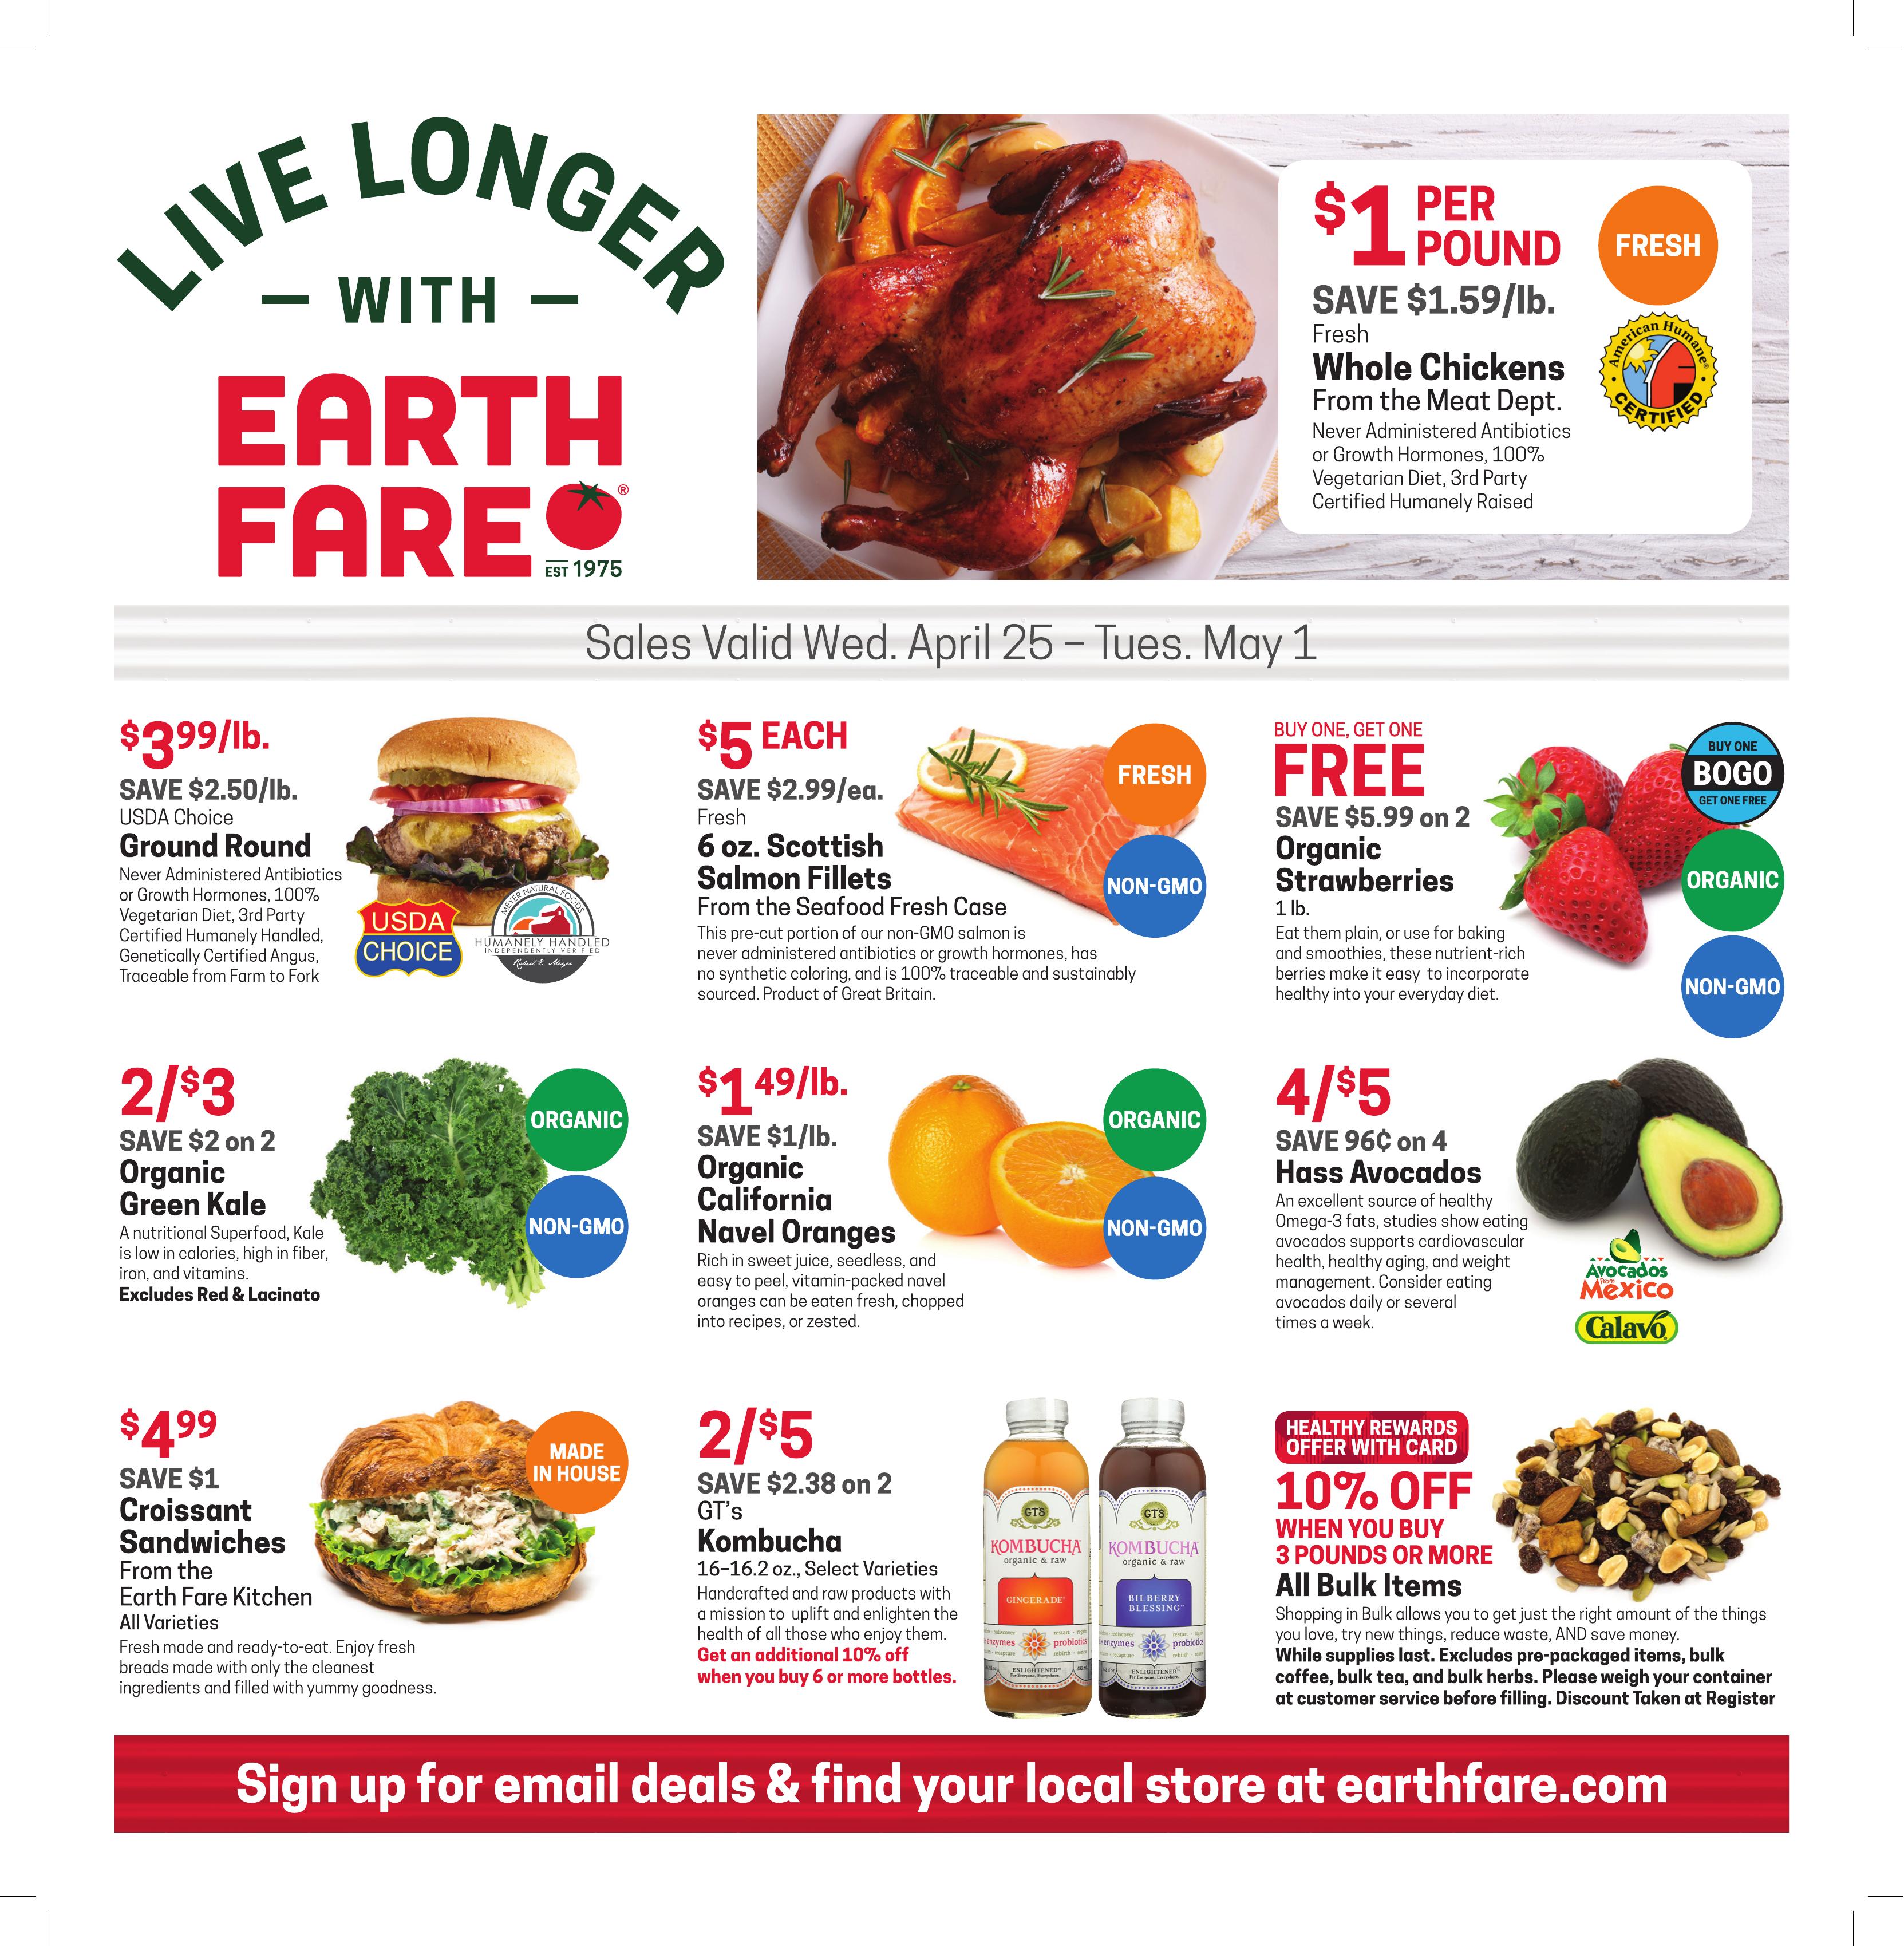 LIVE LONGER
— WITH —
EARTH
FARE®
EST 1975
$1 PER
POUND
SAVE $1.59/lb.
Fresh
Whole Chickens
From the Meat Dept.
Never Administered Antibiotics
or Growth Hormones, 100%
Vegetarian Diet, 3rd Party
Certified Humanely Raised
FRESH
American Humane®
CERTIFIED
Sales Valid Wed. April 25 – Tues. May 1
$3 99/lb.
SAVE $2.50/lb.
USDA Choice
Ground Round
Never Administered Antibiotics
or Growth Hormones, 100%
Vegetarian Diet, 3rd Party
Certified Humanely Handled,
Genetically Certified Angus,
Traceable from Farm to Fork
USDA
CHOICE
MEYER NATURAL FOODS
HUMANELY HANDLED
INDEPENDENTLY VERIFIED
Robert E. Meyer
$5 EACH
SAVE $2.99/ea.
Fresh
6 oz. Scottish
Salmon Fillets
From the Seafood Fresh Case
This pre-cut portion of our non-GMO salmon is
never administered antibiotics or growth hormones, has
no synthetic coloring, and is 100% traceable and sustainably
sourced. Product of Great Britain.
FRESH
NON-GMO
BUY ONE, GET ONE
FREE
SAVE $5.99 on 2
Organic
Strawberries
1 lb.
Eat them plain, or use for baking
and smoothies, these nutrient-rich
berries make it easy to incorporate
healthy into your everyday diet.
BUY ONE
BOGO
GET ONE FREE
ORGANIC
NON-GMO
2/$3
SAVE $2 on 2
Organic
Green Kale
A nutritional Superfood, Kale
is low in calories, high in fiber,
iron, and vitamins.
Excludes Red & Lacinato
ORGANIC
NON-GMO
$1 49/lb.
SAVE $1/lb.
Organic
California
Navel Oranges
Rich in sweet juice, seedless, and
easy to peel, vitamin-packed navel
oranges can be eaten fresh, chopped
into recipes, or zested.
ORGANIC
NON-GMO
4/$5
SAVE 96¢ on 4
Hass Avocados
An excellent source of healthy
Omega-3 fats, studies show eating
avocados supports cardiovascular
health, healthy aging, and weight
management. Consider eating
avocados daily or several
times a week.
Avocados
from
Mexico
Calavo
$4 99
SAVE $1
Croissant
Sandwiches
From the
Earth Fare Kitchen
All Varieties
Fresh made and ready-to-eat. Enjoy fresh
breads made with only the cleanest
ingredients and filled with yummy goodness.
MADE
IN HOUSE
2/$5
SAVE $2.38 on 2
GT's
Kombucha
16–16.2 oz., Select Varieties
Handcrafted and raw products with
a mission to uplift and enlighten the
health of all those who enjoy them.
Get an additional 10% off
when you buy 6 or more bottles.
GT'S
KOMBUCHA
organic & raw
GINGERADE
enzymes
probiotics
ENLIGHTENED
GT'S
KOMBUCHA
organic & raw
BILBERRY
BLESSING
enzymes
probiotics
ENLIGHTENED
HEALTHY REWARDS
OFFER WITH CARD
10% OFF
WHEN YOU BUY
3 POUNDS OR MORE
All Bulk Items
Shopping in Bulk allows you to get just the right amount of the things
you love, try new things, reduce waste, AND save money.
While supplies last. Excludes pre-packaged items, bulk
coffee, bulk tea, and bulk herbs. Please weigh your container
at customer service before filling. Discount Taken at Register
Sign up for email deals & find your local store at earthfare.com